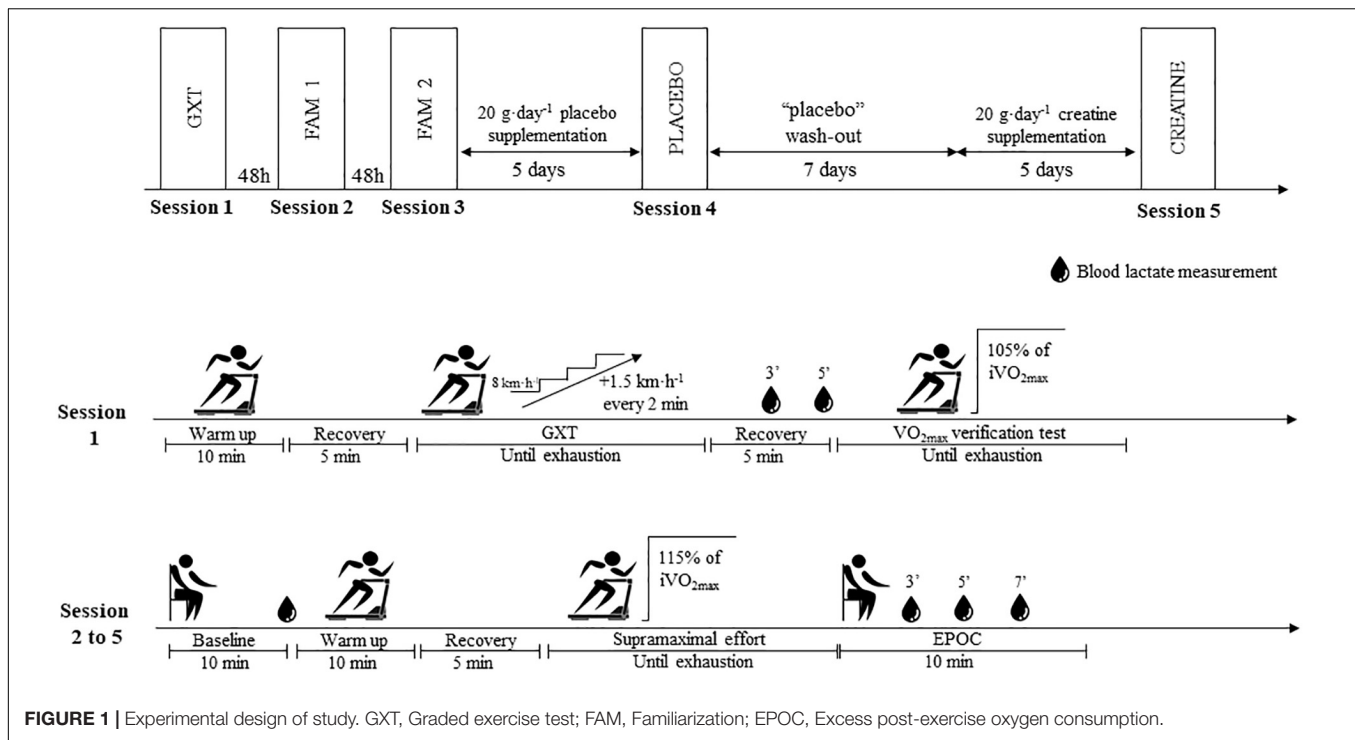 GXT
FAM 1
FAM 2
PLACEBO
CREATINE
20 g·day⁻¹ placebo
supplementation
5 days
"placebo"
wash-out
7 days
20 g·day⁻¹ creatine
supplementation
5 days
48h
48h
Session 1
Session 2
Session 3
Session 4
Session 5
Blood lactate measurement
Session
1
8 km·h⁻¹
+1.5 km·h⁻¹
every 2 min
3'
5'
105% of
iVO₂max
Warm up
10 min
Recovery
5 min
GXT
Until exhaustion
Recovery
5 min
VO₂max verification test
Until exhaustion
Session
2 to 5
115% of
iVO₂max
3'
5'
7'
Baseline
10 min
Warm up
10 min
Recovery
5 min
Supramaximal effort
Until exhaustion
EPOC
10 min
FIGURE 1 | Experimental design of study. GXT, Graded exercise test; FAM, Familiarization; EPOC, Excess post-exercise oxygen consumption.